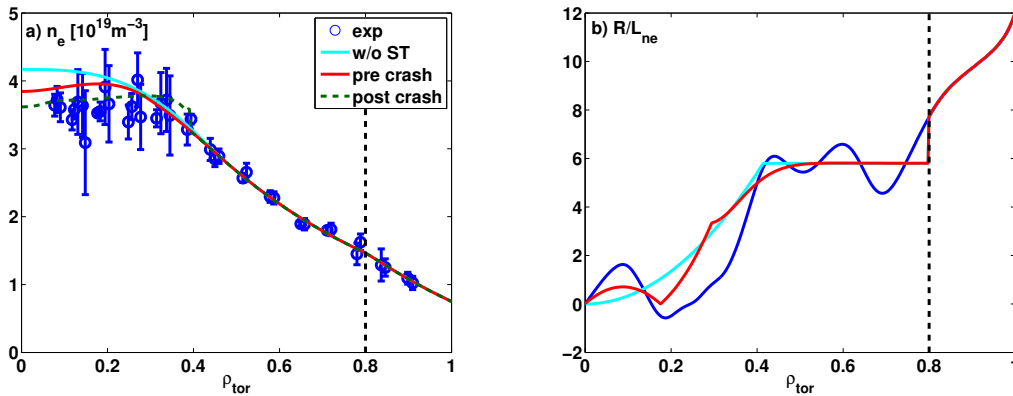 a) n_e [10^19 m^-3]
exp
w/o ST
pre crash
post crash
5
4
3
2
1
0
0 0.2 0.4 0.6 0.8 1
ρ_tor
b) R/L_ne
12
10
8
6
4
2
0
−2
0 0.2 0.4 0.6 0.8 1
ρ_tor